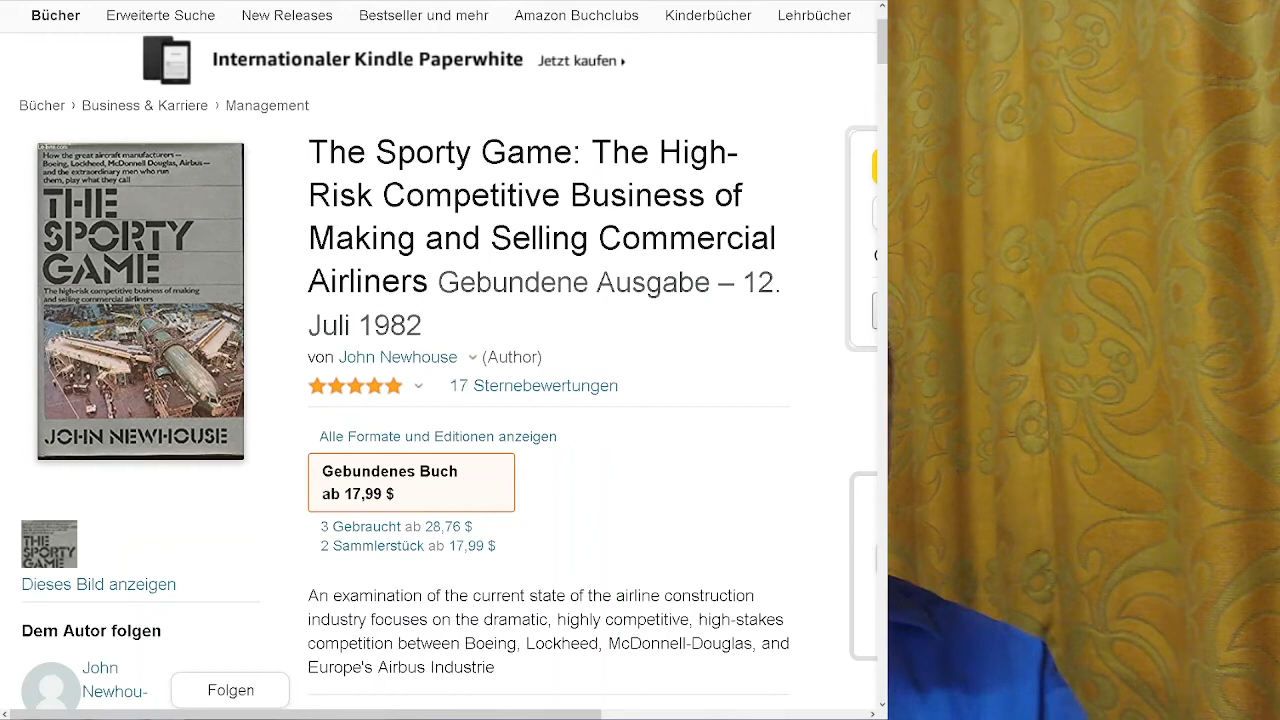 Bücher Erweiterte Suche New Releases Bestseller und mehr Amazon Buchclubs Kinderbücher Lehrbücher
Internationaler Kindle Paperwhite Jetzt kaufen
Bücher › Business & Karriere › Management
How the great aircraft manufacturers—
Boeing, Lockheed, McDonnell Douglas, Airbus—
and the extraordinary men who run
them, play what they call
THE
SPORTY
GAME
The high-risk competitive business of making
and selling commercial airliners
JOHN NEWHOUSE
THE
SPORTY
GAME
Dieses Bild anzeigen
Dem Autor folgen
John
Newhou-
Folgen
The Sporty Game: The High-
Risk Competitive Business of
Making and Selling Commercial
Airliners Gebundene Ausgabe – 12.
Juli 1982
von John Newhouse (Author)
17 Sternebewertungen
Alle Formate und Editionen anzeigen
Gebundenes Buch
ab 17,99 $
3 Gebraucht ab 28,76 $
2 Sammlerstück ab 17,99 $
An examination of the current state of the airline construction
industry focuses on the dramatic, highly competitive, high-stakes
competition between Boeing, Lockheed, McDonnell-Douglas, and
Europe's Airbus Industrie